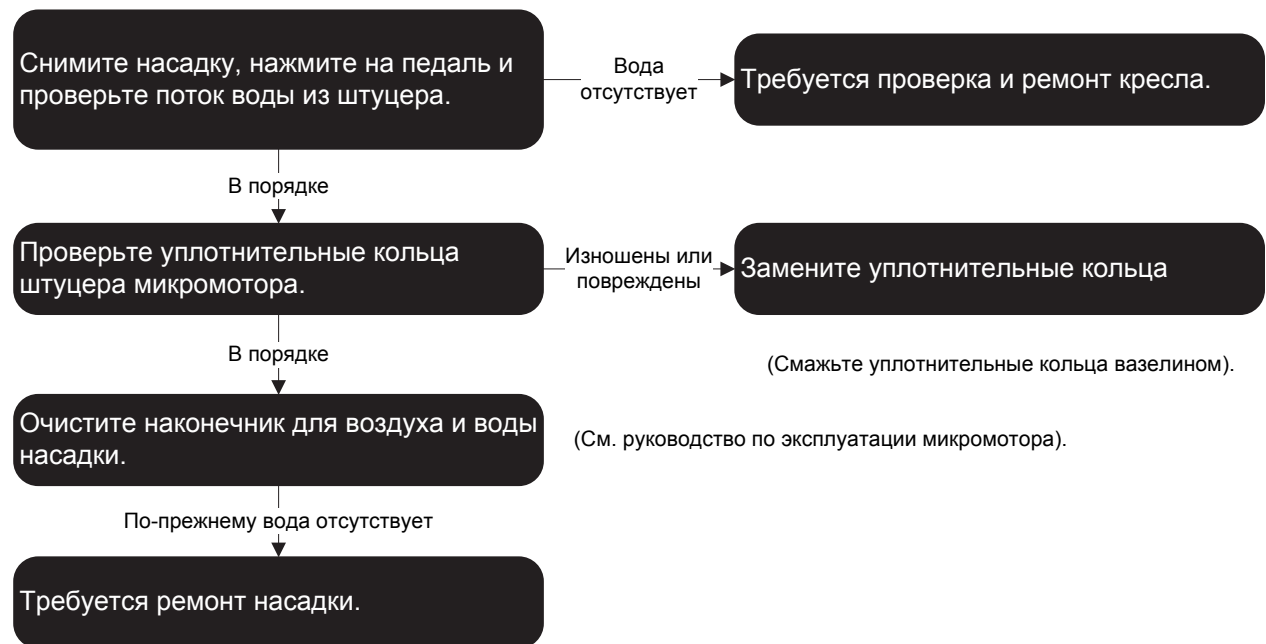 Снимите насадку, нажмите на педаль и
проверьте поток воды из штуцера.
Вода
отсутствует
Требуется проверка и ремонт кресла.
В порядке
Проверьте уплотнительные кольца
штуцера микромотора.
Изношены или
повреждены
Замените уплотнительные кольца
В порядке
(Смажьте уплотнительные кольца вазелином).
Очистите наконечник для воздуха и воды
насадки.
(См. руководство по эксплуатации микромотора).
По-прежнему вода отсутствует
Требуется ремонт насадки.